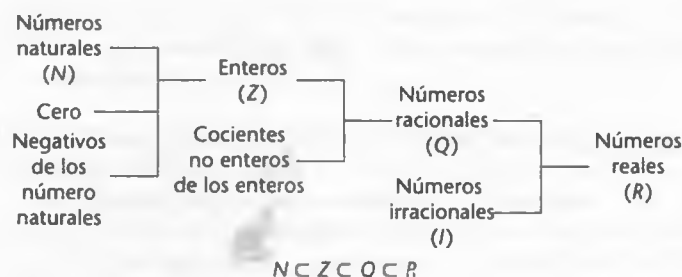 Números
naturales
(N)
Cero
Negativos
de los
número
naturales
Enteros
(Z)
Cocientes
no enteros
de los enteros
Números
racionales
(Q)
Números
irracionales
(I)
Números
reales
(R)
N ⊂ Z ⊂ Q ⊂ R